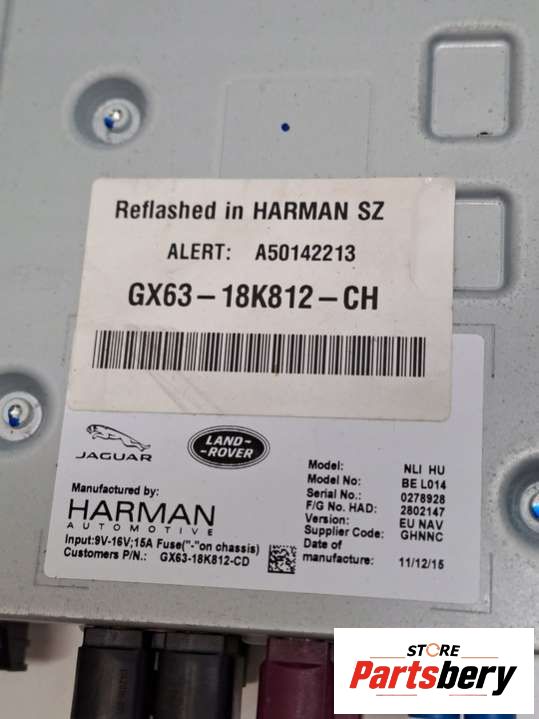 Reflashed in HARMAN SZ
ALERT: A50142213
GX63-18K812-CH
JAGUAR
LAND-
ROVER
Manufactured by:
HARMAN
AUTOMOTIVE
Input:9V-16V;15A Fuse("-"on chassis)
Customers P/N.: GX63-18K812-CD
Model: NLI HU
Model No: BE L014
Serial No.: 0278928
F/G No. HAD: 2802147
Version: EU NAV
Supplier Code: GHNNC
Date of
manufacture: 11/12/15
STORE
Partsbery